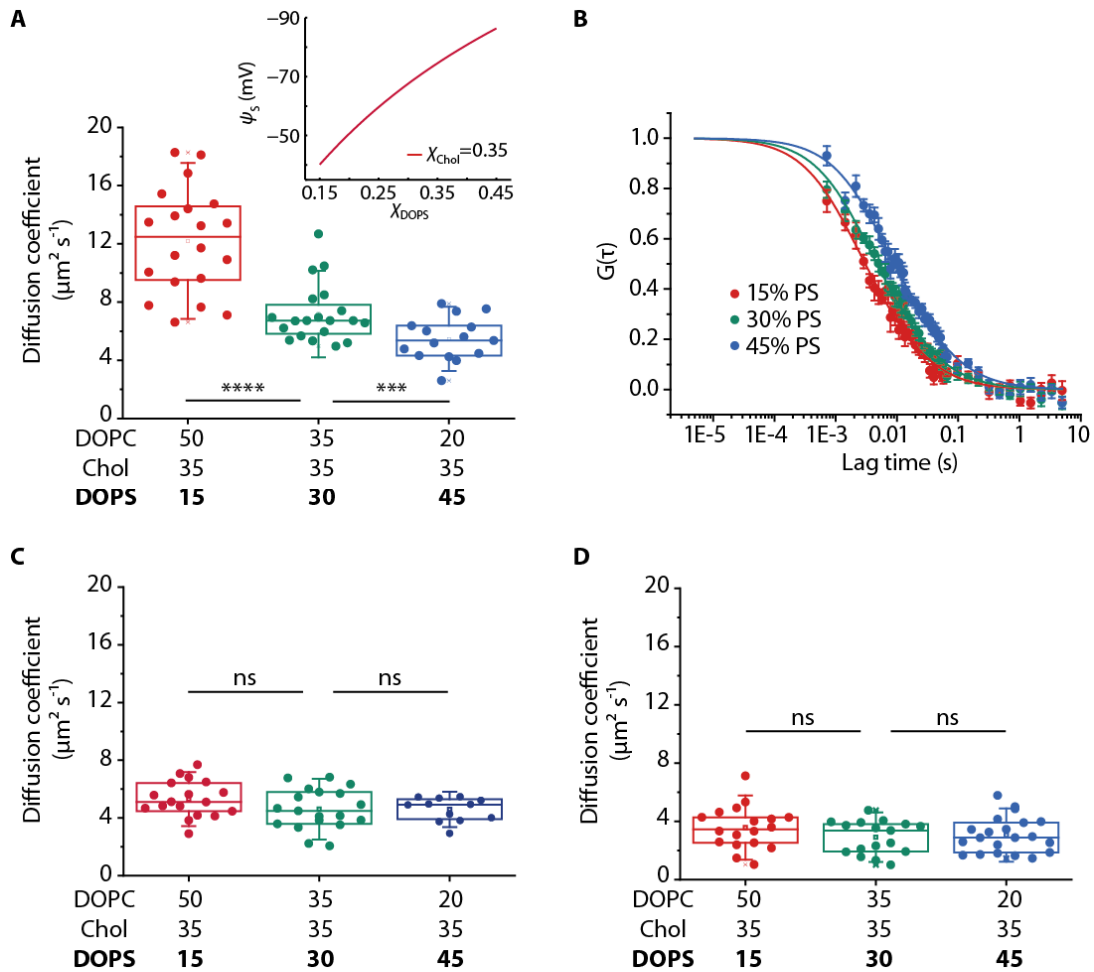 A
−90
−70
−50
ψS (mV)
χChol=0.35
0.15 0.25 0.35 0.45
χDOPS
20
16
12
8
4
0
Diffusion coefficient
(μm² s⁻¹)
**** ***
DOPC 50 35 20
Chol 35 35 35
DOPS 15 30 45
B
1.0
0.8
0.6
0.4
0.2
0.0
G(τ)
15% PS
30% PS
45% PS
1E-5 1E-4 1E-3 0.01 0.1 1 10
Lag time (s)
C
20
16
12
8
4
0
Diffusion coefficient
(μm² s⁻¹)
ns ns
DOPC 50 35 20
Chol 35 35 35
DOPS 15 30 45
D
20
16
12
8
4
0
Diffusion coefficient
(μm² s⁻¹)
ns ns
DOPC 50 35 20
Chol 35 35 35
DOPS 15 30 45